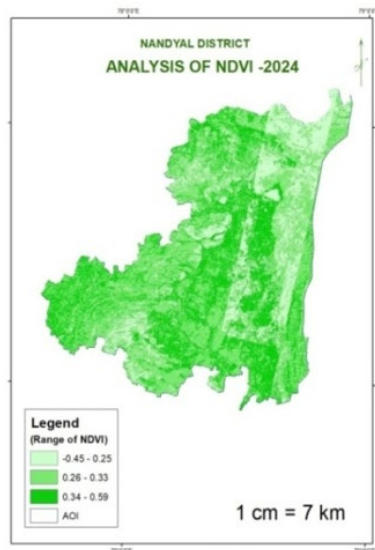 NANDYAL DISTRICT
ANALYSIS OF NDVI -2024
Legend
(Range of NDVI)
-0.45 - 0.25
0.26 - 0.33
0.34 - 0.59
AOI
1 cm = 7 km